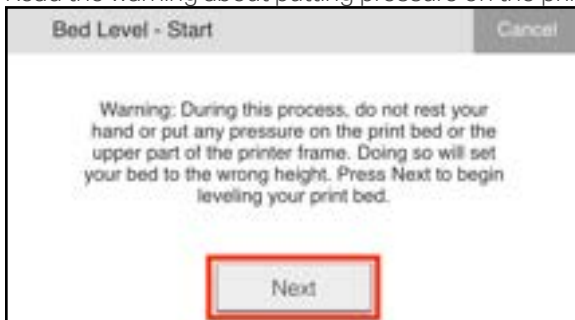 Read the warning about putting pressure on the pri
Bed Level - Start
Cancel
Warning: During this process, do not rest your
hand or put any pressure on the print bed or the
upper part of the printer frame. Doing so will set
your bed to the wrong height. Press Next to begin
leveling your print bed.
Next